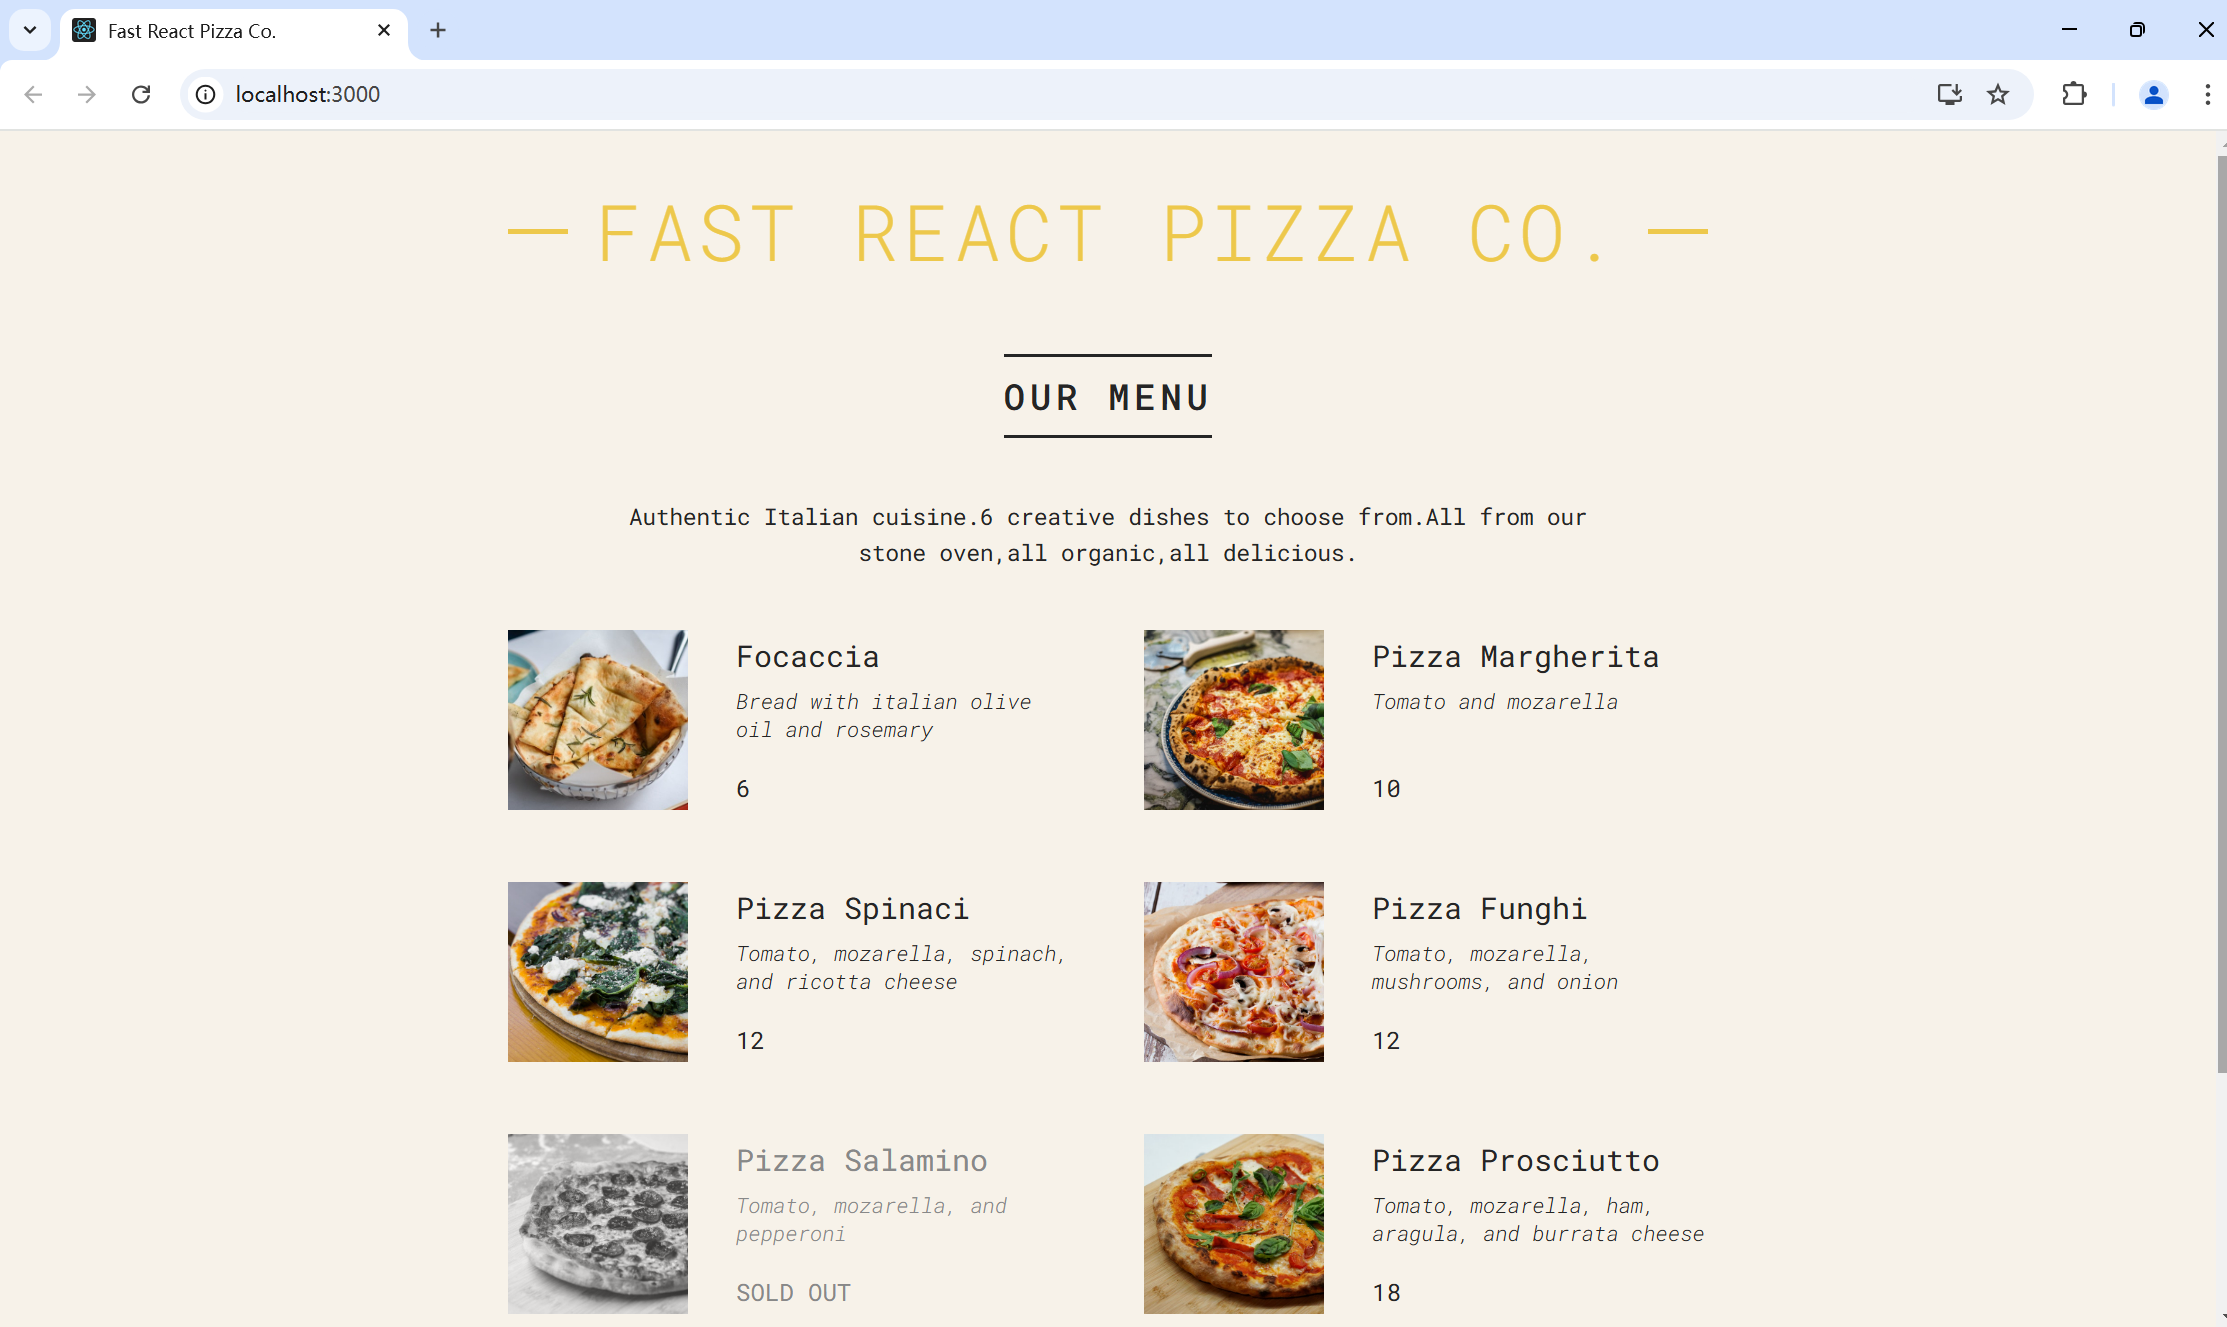 Fast React Pizza Co.
localhost:3000
FAST REACT PIZZA CO.
OUR MENU
Authentic Italian cuisine.6 creative dishes to choose from.All from our
stone oven,all organic,all delicious.
Focaccia
Bread with italian olive
oil and rosemary
6
Pizza Margherita
Tomato and mozarella
10
Pizza Spinaci
Tomato, mozarella, spinach,
and ricotta cheese
12
Pizza Funghi
Tomato, mozarella,
mushrooms, and onion
12
Pizza Salamino
Tomato, mozarella, and
pepperoni
SOLD OUT
Pizza Prosciutto
Tomato, mozarella, ham,
aragula, and burrata cheese
18